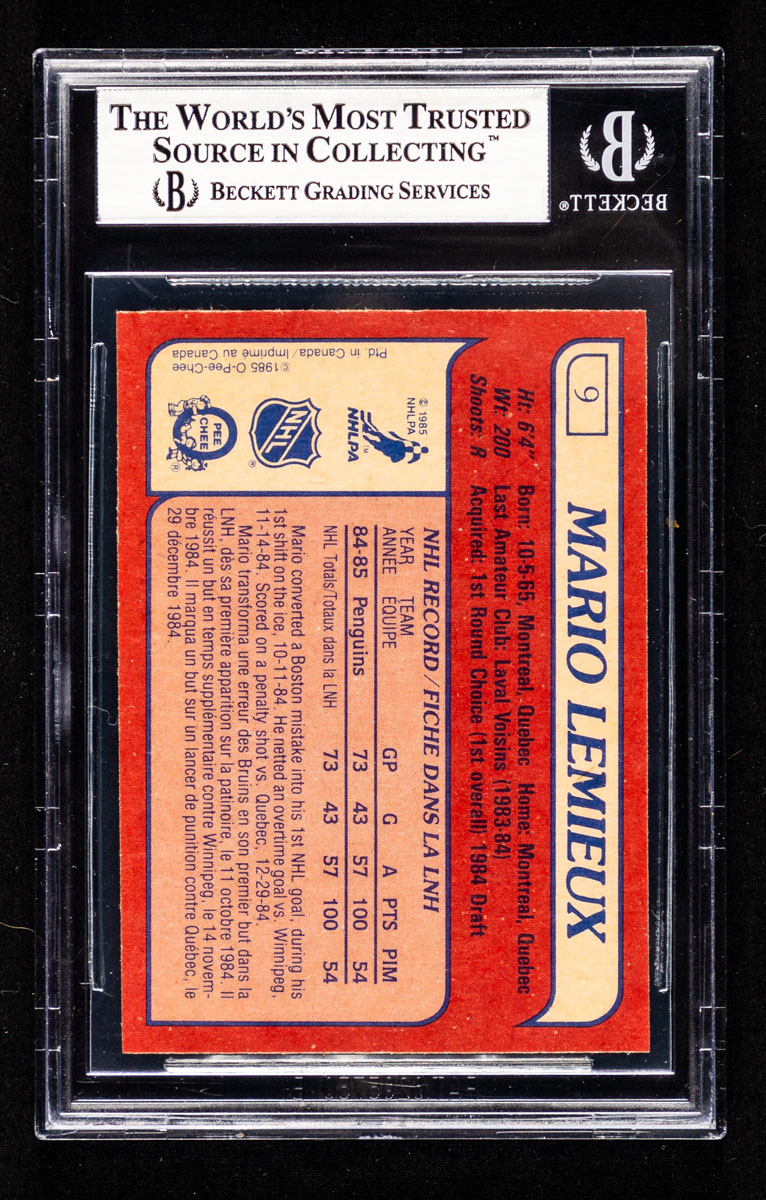 THE WORLD'S MOST TRUSTED
SOURCE IN COLLECTING™
B BECKETT GRADING SERVICES
B
BECKETT®
9
MARIO LEMIEUX
Ht: 6'4" Born: 10-5-65, Montreal, Quebec Home: Montreal, Quebec
Wt: 200 Last Amateur Club: Laval Voisins (1983-84)
Shoots: R Acquired: 1st Round Choice (1st overall) 1984 Draft
© 1985
NHLPA
NHLPA™
NHL®
PEE
CHEE
®
©1985 O-Pee-Chee
Ptd. in Canada/Imprimé au Canada
NHL RECORD/FICHE DANS LA LNH
YEAR TEAM
ANNÉE ÉQUIPE GP G A PTS PIM
84-85 Penguins 73 43 57 100 54
NHL Totals/Totaux dans la LNH 73 43 57 100 54
Mario converted a Boston mistake into his 1st NHL goal, during his
1st shift on the ice, 10-11-84. He netted an overtime goal vs. Winnipeg,
11-14-84. Scored on a penalty shot vs. Quebec, 12-29-84.
Mario transforma une erreur des Bruins en son premier but dans la
LNH, dès sa première apparition sur la patinoire, le 11 octobre 1984. Il
réussit un but en temps supplémentaire contre Winnipeg, le 14 novem-
bre 1984. Il marqua un but sur un lancer de punition contre Québec, le
29 décembre 1984.